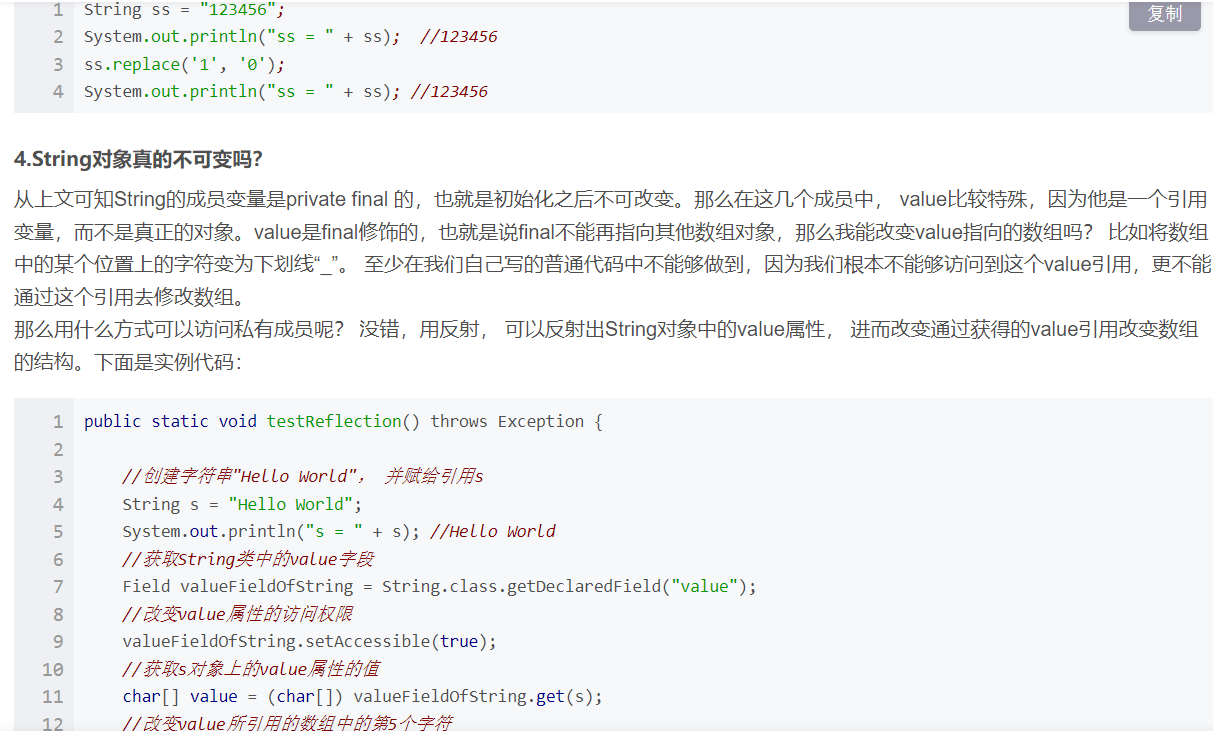 复制
1 String ss = "123456";
2 System.out.println("ss = " + ss);  //123456
3 ss.replace('1', '0');
4 System.out.println("ss = " + ss); //123456
4.String对象真的不可变吗？
从上文可知String的成员变量是private final 的，也就是初始化之后不可改变。那么在这几个成员中， value比较特殊，因为他是一个引用
变量，而不是真正的对象。value是final修饰的，也就是说final不能再指向其他数组对象，那么我能改变value指向的数组吗？ 比如将数组
中的某个位置上的字符变为下划线“_”。 至少在我们自己写的普通代码中不能够做到，因为我们根本不能够访问到这个value引用，更不能
通过这个引用去修改数组。
那么用什么方式可以访问私有成员呢？ 没错，用反射， 可以反射出String对象中的value属性， 进而改变通过获得的value引用改变数组
的结构。下面是实例代码：
1 public static void testReflection() throws Exception {
2
3     //创建字符串"Hello World"， 并赋给引用s
4     String s = "Hello World";
5     System.out.println("s = " + s); //Hello World
6     //获取String类中的value字段
7     Field valueFieldOfString = String.class.getDeclaredField("value");
8     //改变value属性的访问权限
9     valueFieldOfString.setAccessible(true);
10     //获取s对象上的value属性的值
11     char[] value = (char[]) valueFieldOfString.get(s);
12     //改变value所引用的数组中的第5个字符